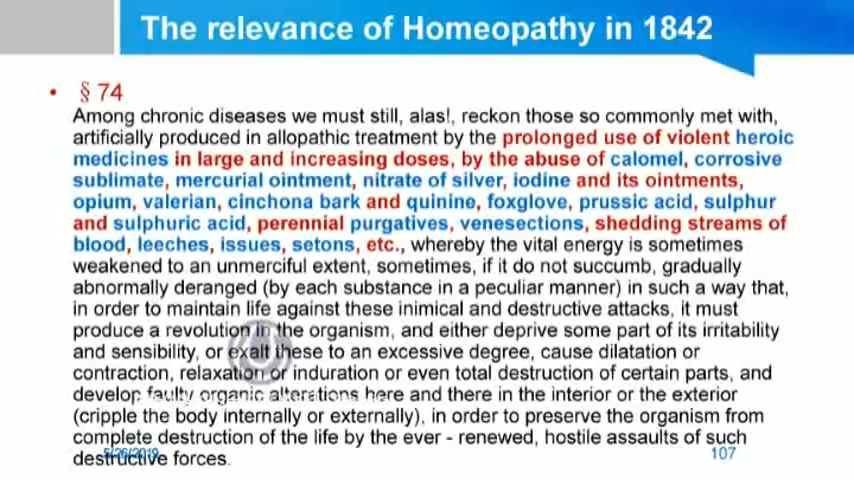 The relevance of Homeopathy in 1842
• § 74
Among chronic diseases we must still, alas!, reckon those so commonly met with,
artificially produced in allopathic treatment by the prolonged use of violent heroic
medicines in large and increasing doses, by the abuse of calomel, corrosive
sublimate, mercurial ointment, nitrate of silver, iodine and its ointments,
opium, valerian, cinchona bark and quinine, foxglove, prussic acid, sulphur
and sulphuric acid, perennial purgatives, venesections, shedding streams of
blood, leeches, issues, setons, etc., whereby the vital energy is sometimes
weakened to an unmerciful extent, sometimes, if it do not succumb, gradually
abnormally deranged (by each substance in a peculiar manner) in such a way that,
in order to maintain life against these inimical and destructive attacks, it must
produce a revolution in the organism, and either deprive some part of its irritability
and sensibility, or exalt these to an excessive degree, cause dilatation or
contraction, relaxation or induration or even total destruction of certain parts, and
develop faulty organic alterations here and there in the interior or the exterior
(cripple the body internally or externally), in order to preserve the organism from
complete destruction of the life by the ever - renewed, hostile assaults of such
destructive forces.
5/26/2019
107